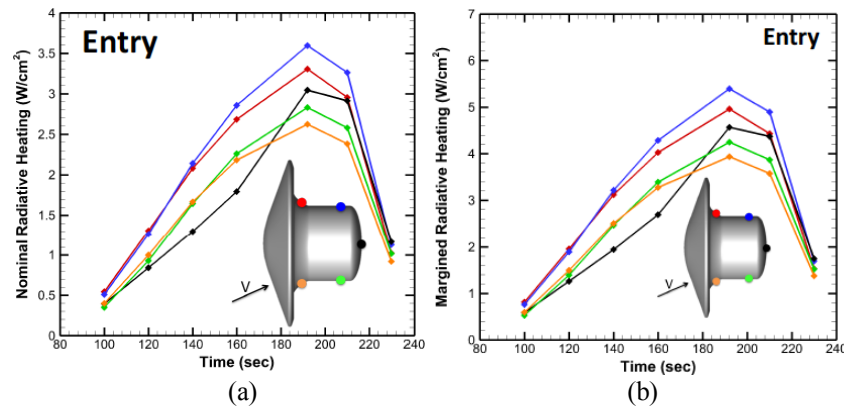 Entry
Nominal Radiative Heating (W/cm²)
4
3.5
3
2.5
2
1.5
1
0.5
0
80 100 120 140 160 180 200 220 240
Time (sec)
V
(a)
Entry
Margined Radiative Heating (W/cm²)
7
6
5
4
3
2
1
0
80 100 120 140 160 180 200 220 240
Time (sec)
V
(b)